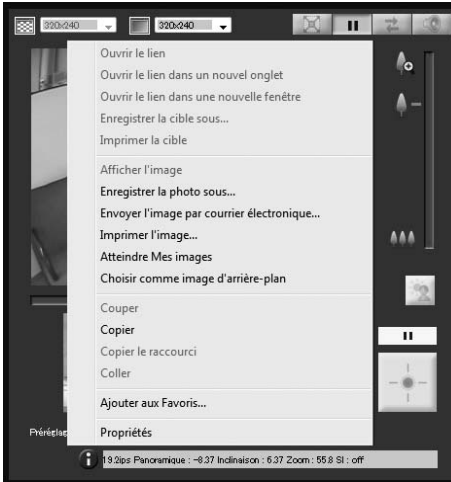 320x240 320x240
Ouvrir le lien
Ouvrir le lien dans un nouvel onglet
Ouvrir le lien dans une nouvelle fenêtre
Enregistrer la cible sous...
Imprimer la cible
Afficher l'image
Enregistrer la photo sous...
Envoyer l'image par courrier électronique...
Imprimer l'image...
Atteindre Mes images
Choisir comme image d'arrière-plan
Couper
Copier
Copier le raccourci
Coller
Ajouter aux Favoris...
Propriétés
19.2ips Panoramique : -8.37 Inclinaison : 6.37 Zoom : 55.8 SI : off